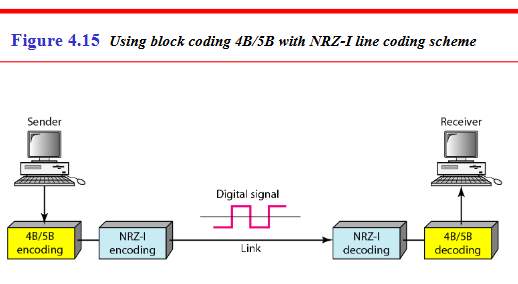 Figure 4.15 Using block coding 4B/5B with NRZ-I line coding scheme
Sender
Receiver
Digital signal
4B/5B
encoding
NRZ-I
encoding
Link
NRZ-I
decoding
4B/5B
decoding